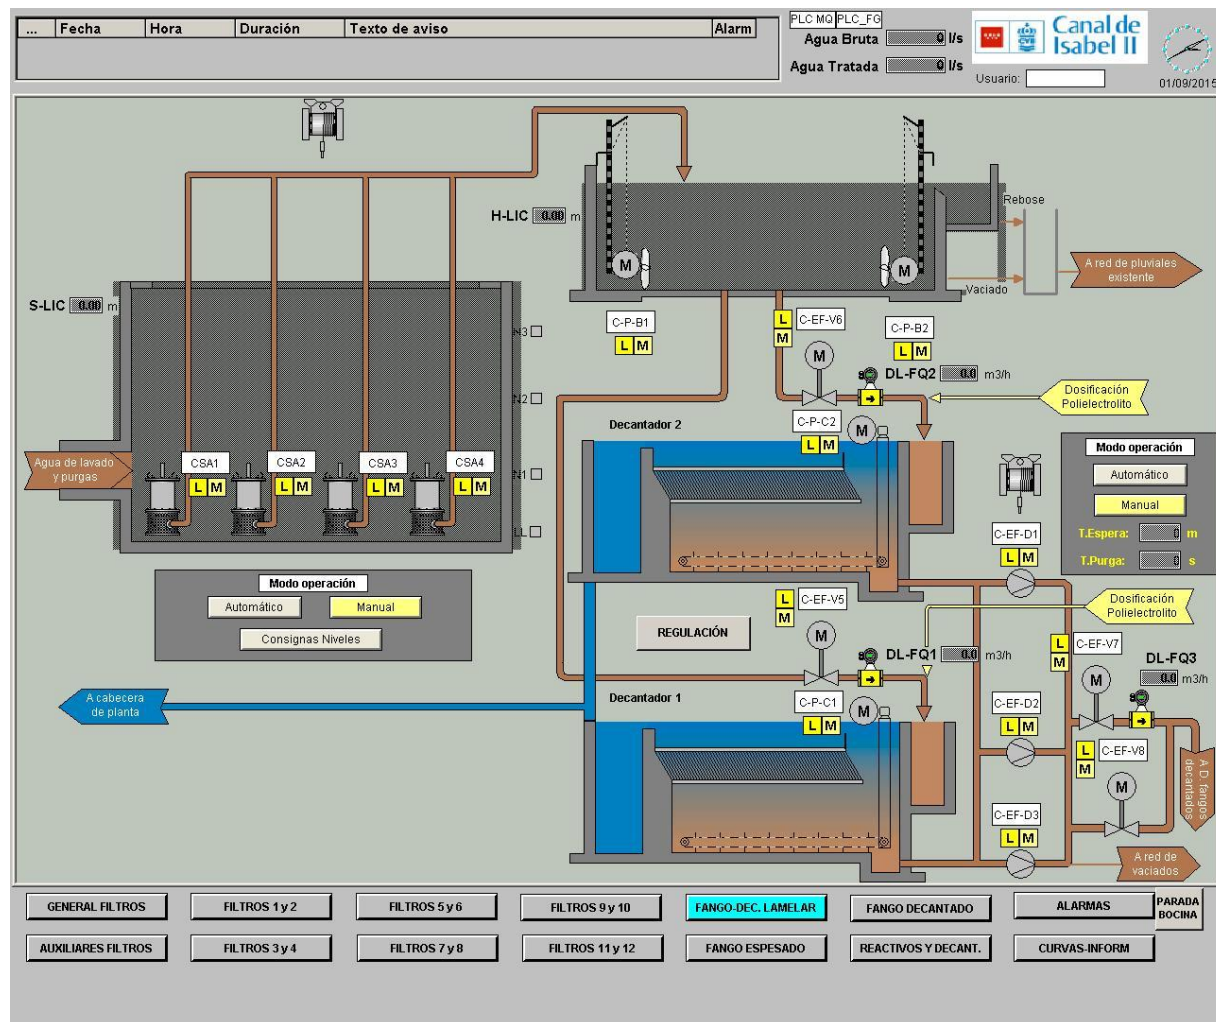 ... Fecha Hora Duración Texto de aviso Alarm
PLC MQ PLC_FG
Agua Bruta 0 l/s
Agua Tratada 0 l/s
Canal de
Isabel II
Usuario:
01/09/2015
H-LIC 0.00 m
Rebose
A red de pluviales
existente
Vaciado
S-LIC 0.00 m
M
M
C-P-B1
L M
L
M
C-EF-V6
C-P-B2
L M
N3
M
DL-FQ2 0.0 m3/h
Dosificación
Polielectrolito
N2
Decantador 2
C-P-C2
L M
M
Modo operación
Automático
Manual
T.Espera: 0 m
T.Purga: 0 s
Agua de lavado
y purgas
CSA1
L M
CSA2
L M
CSA3
L M
CSA4
L M
N1
LL
C-EF-D1
L M
Modo operación
Automático
Manual
Consignas Niveles
L
M
C-EF-V5
REGULACIÓN
M
DL-FQ1 0.0 m3/h
Dosificación
Polielectrolito
L
M
C-EF-V7
DL-FQ3
0.0 m3/h
M
A cabecera
de planta
Decantador 1
C-P-C1
L M
M
C-EF-D2
L M
L
M
C-EF-V8
M
A D. fangos
decantados
C-EF-D3
L M
A red de
vaciados
GENERAL FILTROS
FILTROS 1 y 2
FILTROS 5 y 6
FILTROS 9 y 10
FANGO-DEC. LAMELAR
FANGO DECANTADO
ALARMAS
PARADA
BOCINA
AUXILIARES FILTROS
FILTROS 3 y 4
FILTROS 7 y 8
FILTROS 11 y 12
FANGO ESPESADO
REACTIVOS Y DECANT.
CURVAS-INFORM